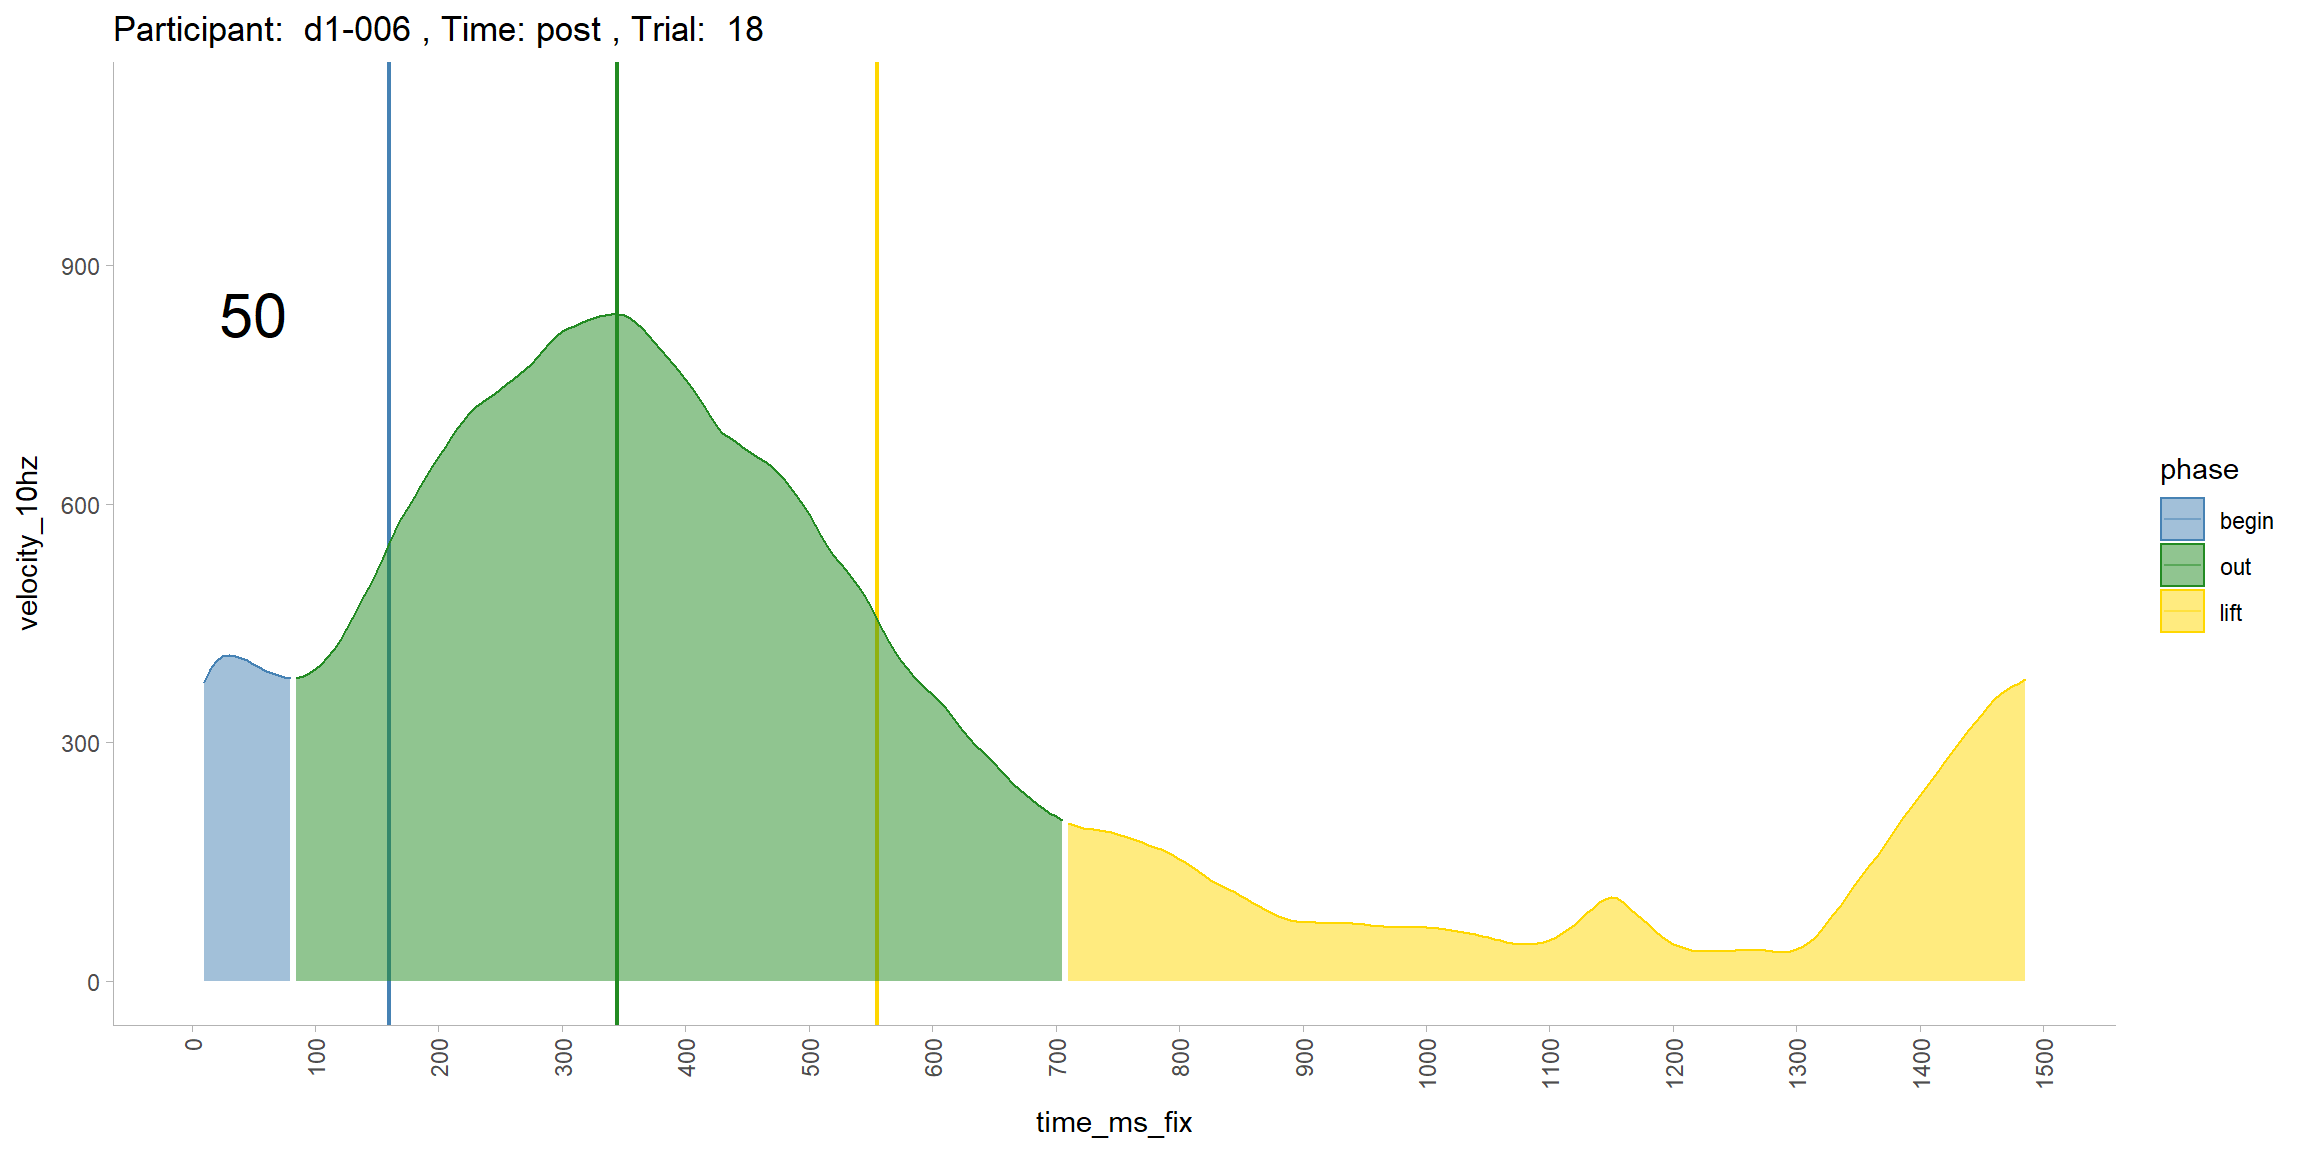 Participant:  d1-006 , Time: post , Trial:  18
900
50
600
300
0
velocity_10hz
0 100 200 300 400 500 600 700 800 900 1000 1100 1200 1300 1400 1500
time_ms_fix
phase
begin
out
lift